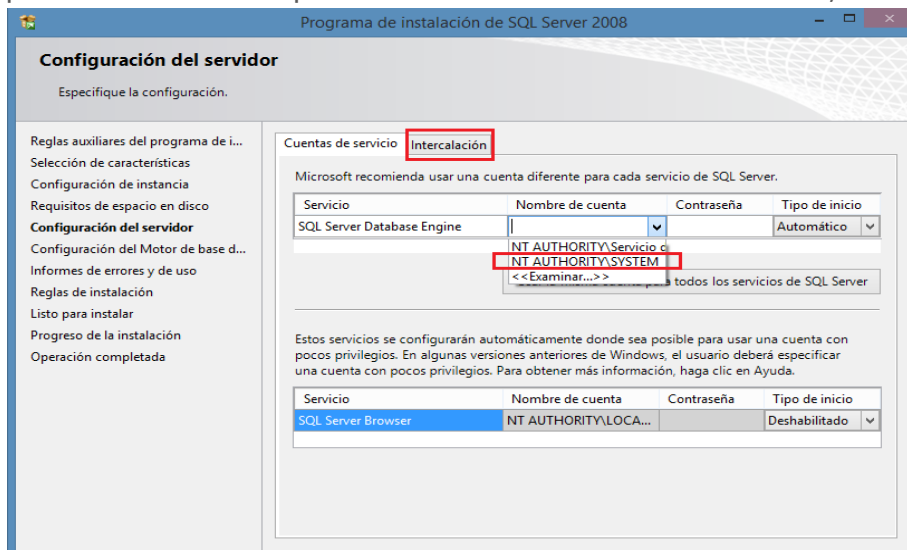 Programa de instalación de SQL Server 2008
Configuración del servidor
Especifique la configuración.
Reglas auxiliares del programa de i...
Selección de características
Configuración de instancia
Requisitos de espacio en disco
Configuración del servidor
Configuración del Motor de base d...
Informes de errores y de uso
Reglas de instalación
Listo para instalar
Progreso de la instalación
Operación completada
Cuentas de servicio Intercalación
Microsoft recomienda usar una cuenta diferente para cada servicio de SQL Server.
Servicio Nombre de cuenta Contraseña Tipo de inicio
SQL Server Database Engine Automático
NT AUTHORITY\Servicio d
NT AUTHORITY\SYSTEM
<<Examinar...>>
todos los servicios de SQL Server
Estos servicios se configurarán automáticamente donde sea posible para usar una cuenta con
pocos privilegios. En algunas versiones anteriores de Windows, el usuario deberá especificar
una cuenta con pocos privilegios. Para obtener más información, haga clic en Ayuda.
Servicio Nombre de cuenta Contraseña Tipo de inicio
SQL Server Browser NT AUTHORITY\LOCA... Deshabilitado